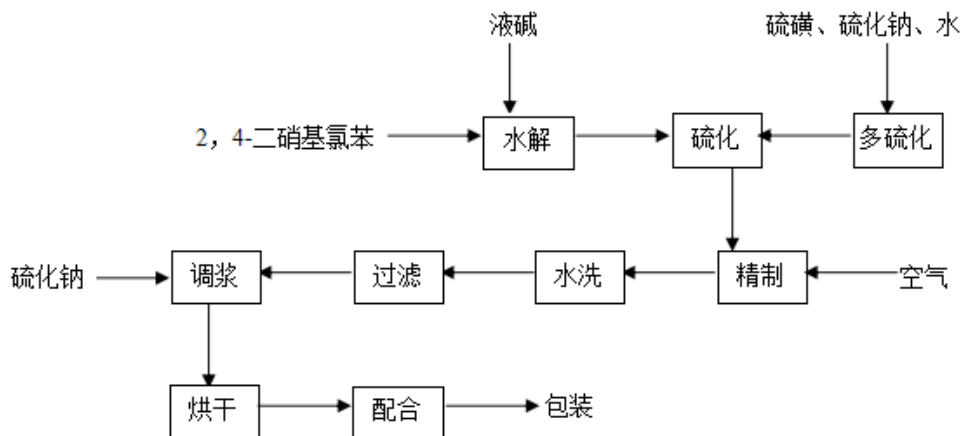 液碱
硫磺、硫化钠、水
2，4-二硝基氯苯
水解
硫化
多硫化
硫化钠
调浆
过滤
水洗
精制
空气
烘干
配合
包装